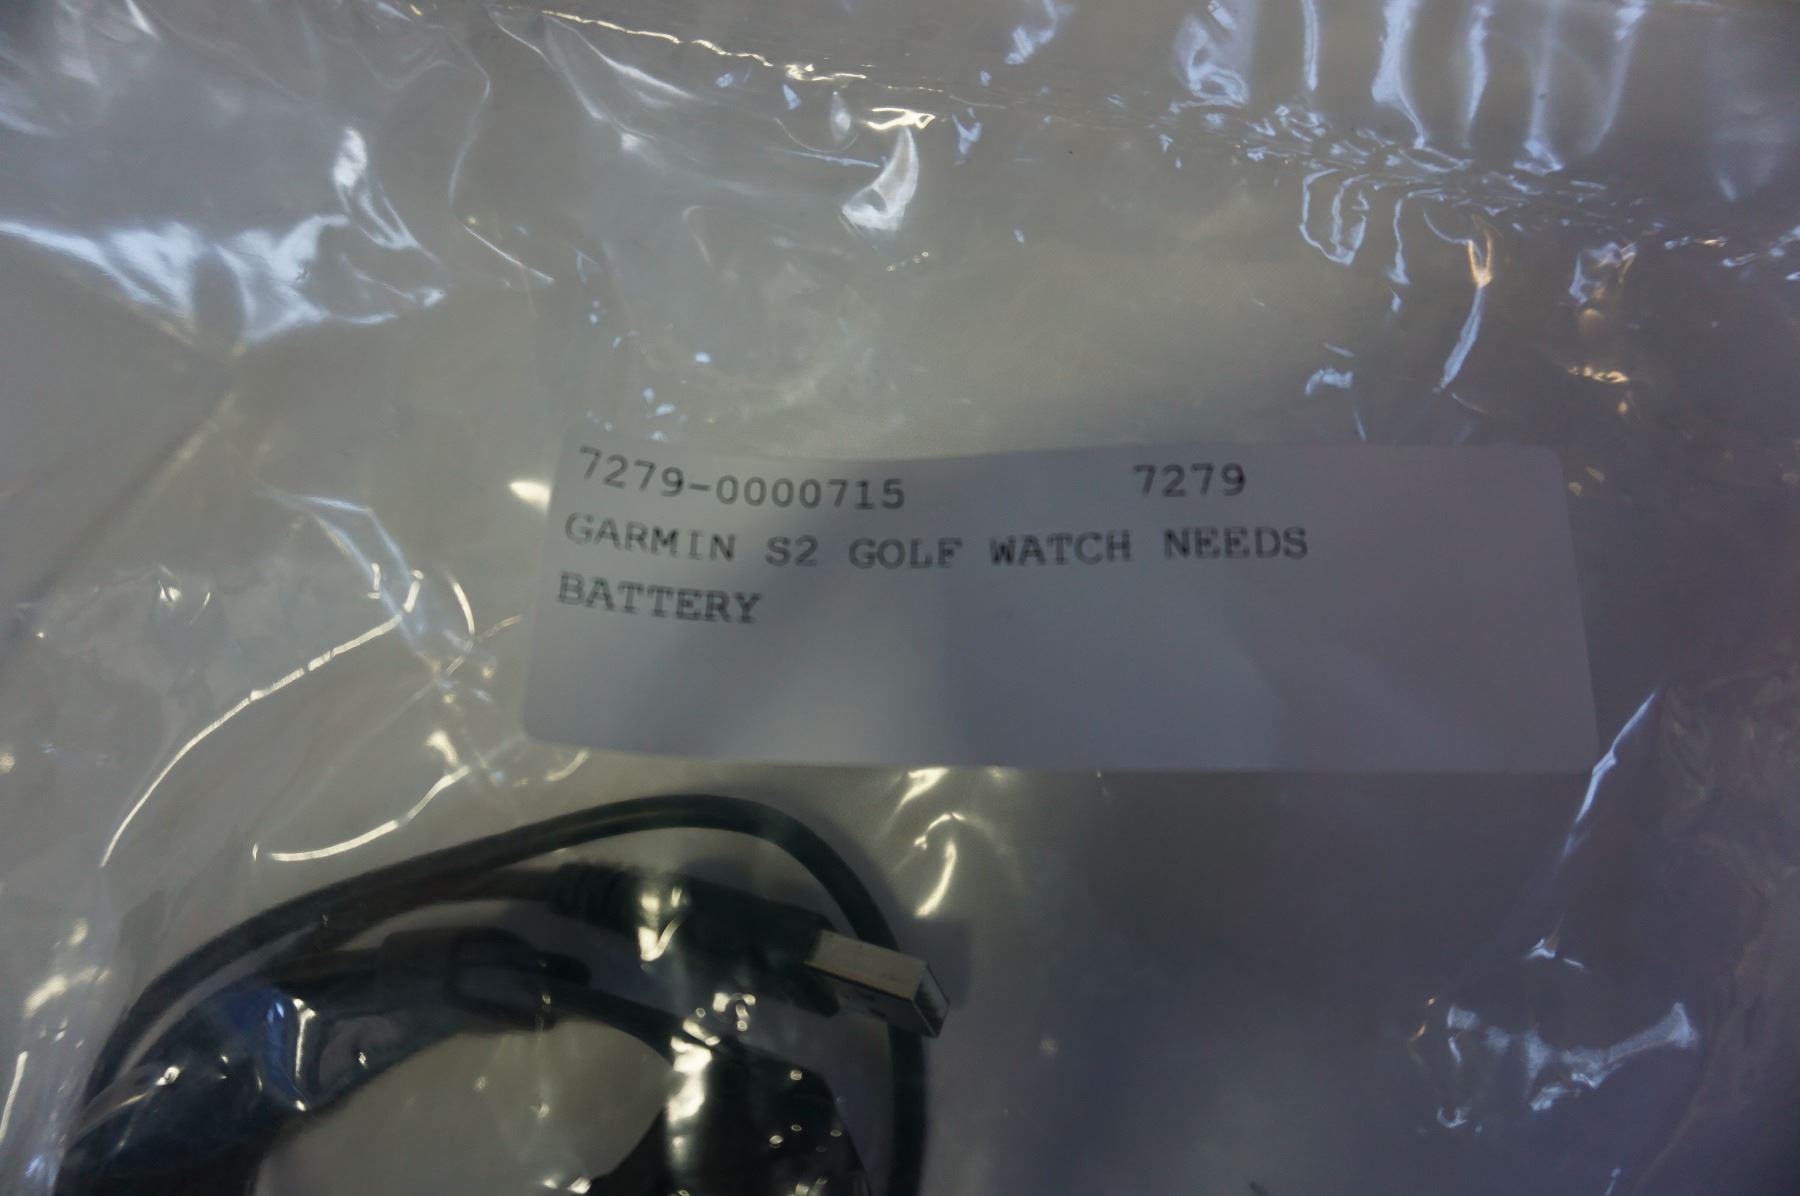 7279-0000715 7279
GARMIN S2 GOLF WATCH NEEDS
BATTERY